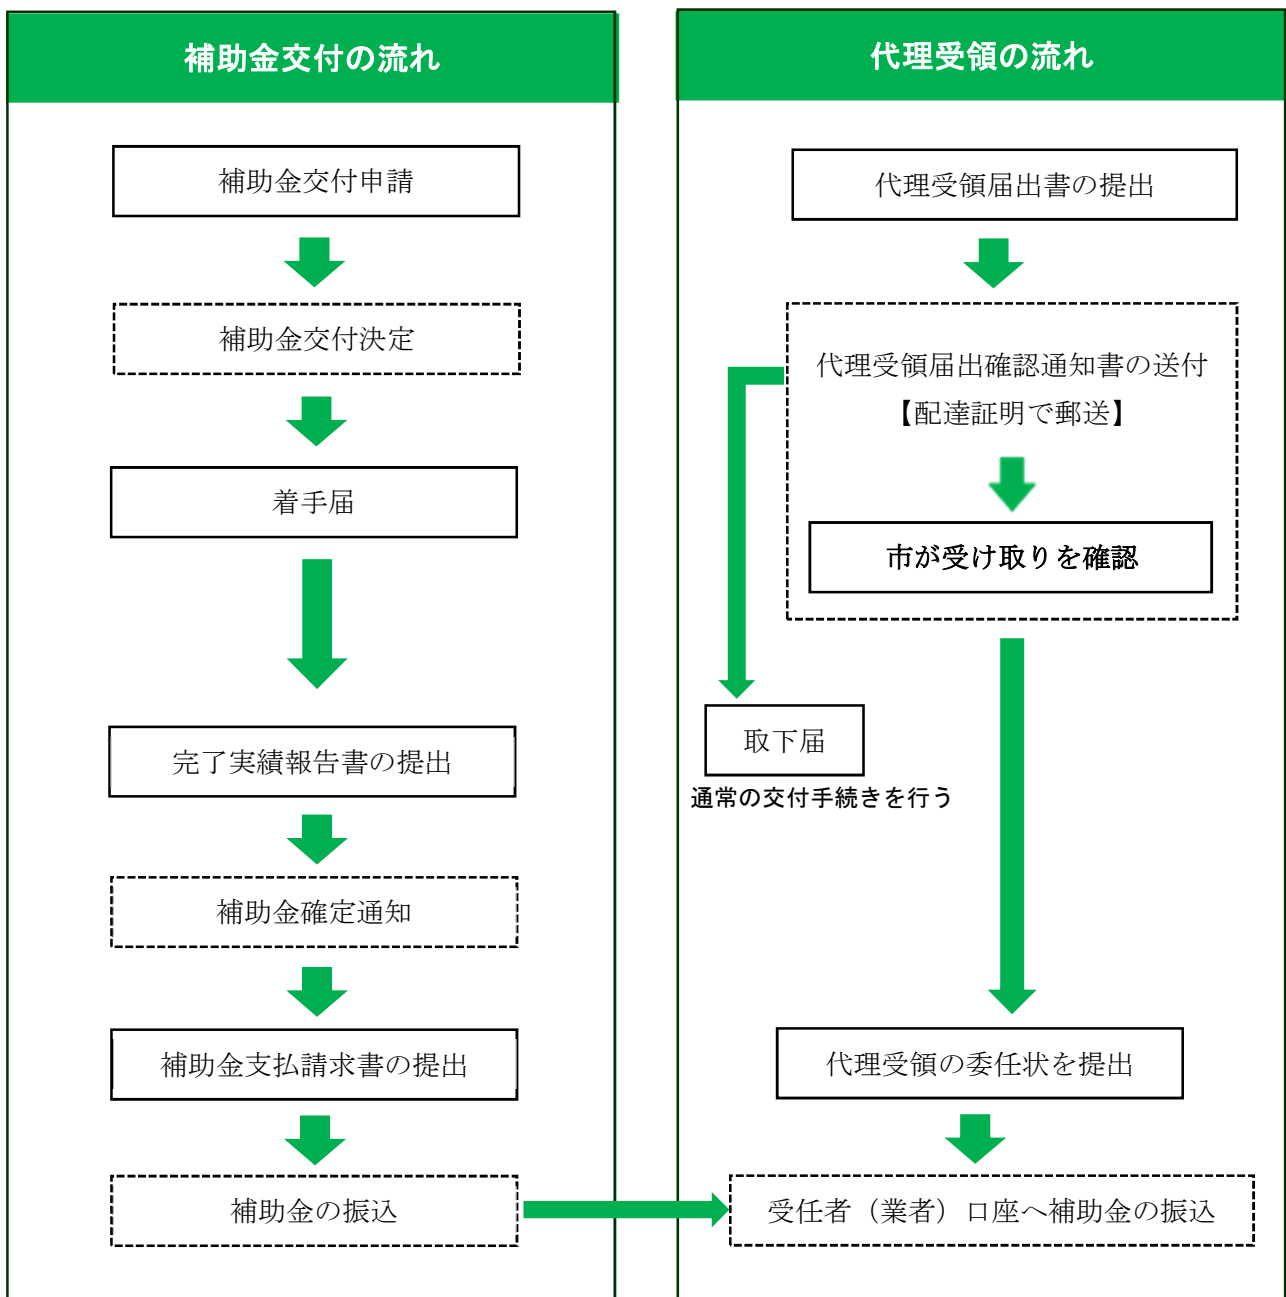 補助金交付の流れ
補助金交付申請
補助金交付決定
着手届
完了実績報告書の提出
補助金確定通知
補助金支払請求書の提出
補助金の振込
代理受領の流れ
代理受領届出書の提出
代理受領届出確認通知書の送付
【配達証明で郵送】
市が受け取りを確認
取下届
通常の交付手続きを行う
代理受領の委任状を提出
受任者（業者）口座へ補助金の振込